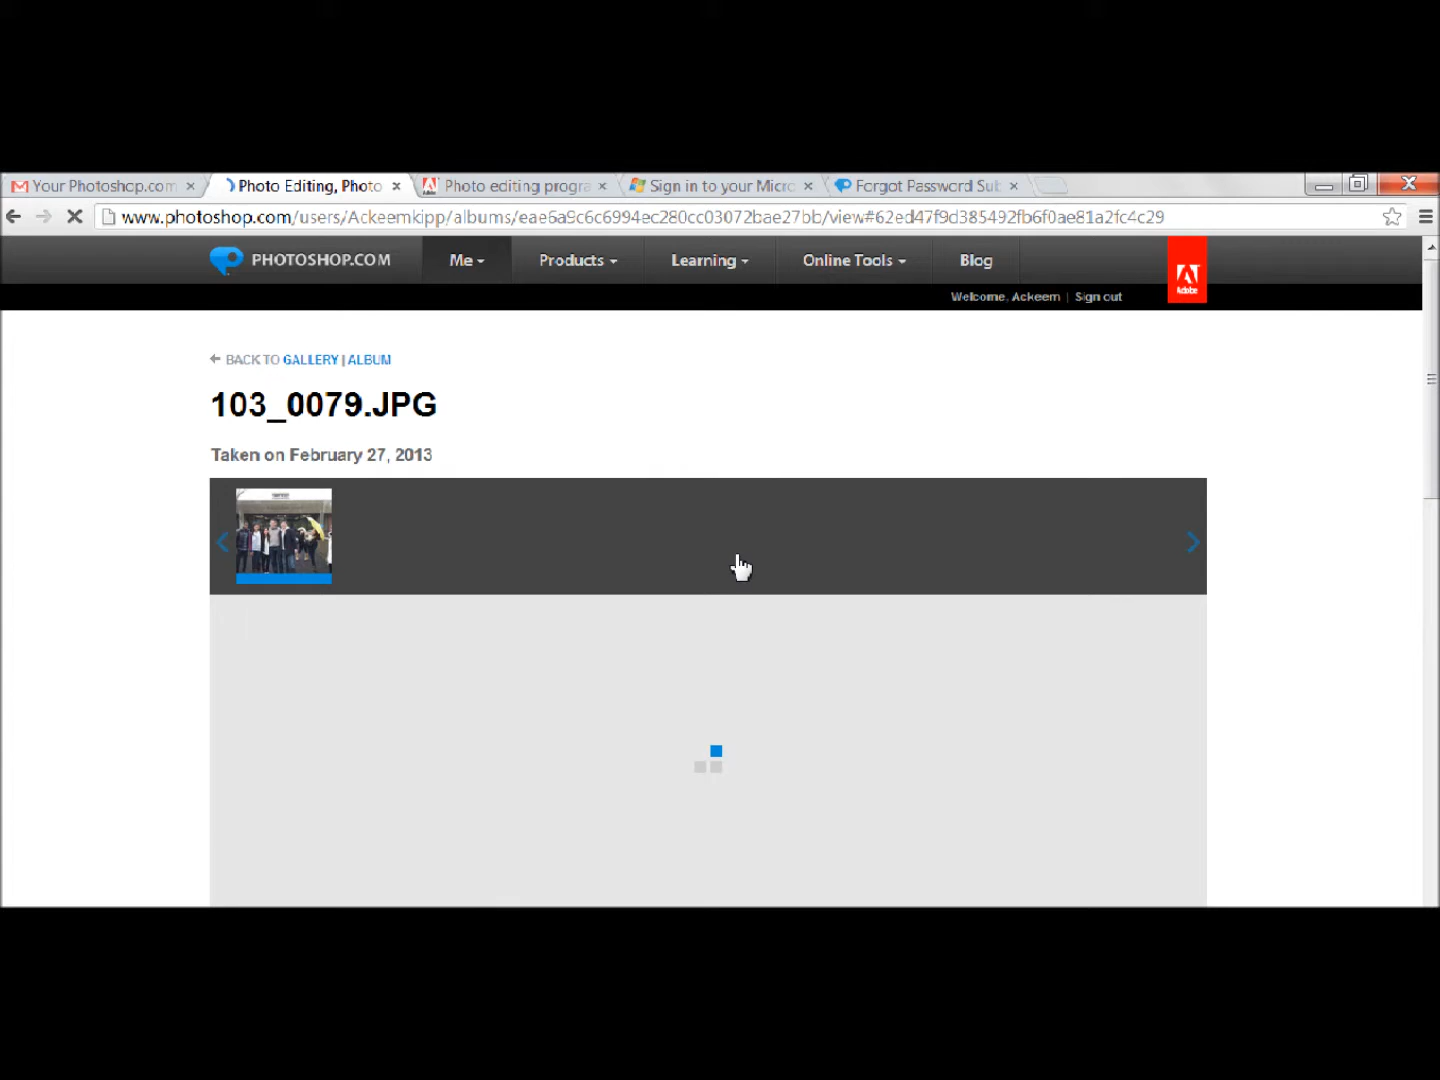 Your Photoshop.com
Photo Editing, Photo
Photo editing progra
Sign in to your Micro
Forgot Password Sub
www.photoshop.com/users/Ackeemkipp/albums/eae6a9c6c6994ec280cc03072bae27bb/view#62ed47f9d385492fb6f0ae81a2fc4c29
PHOTOSHOP.COM
Me
Products
Learning
Online Tools
Blog
Adobe
Welcome, Ackeem | Sign out
BACK TO GALLERY | ALBUM
103_0079.JPG
Taken on February 27, 2013